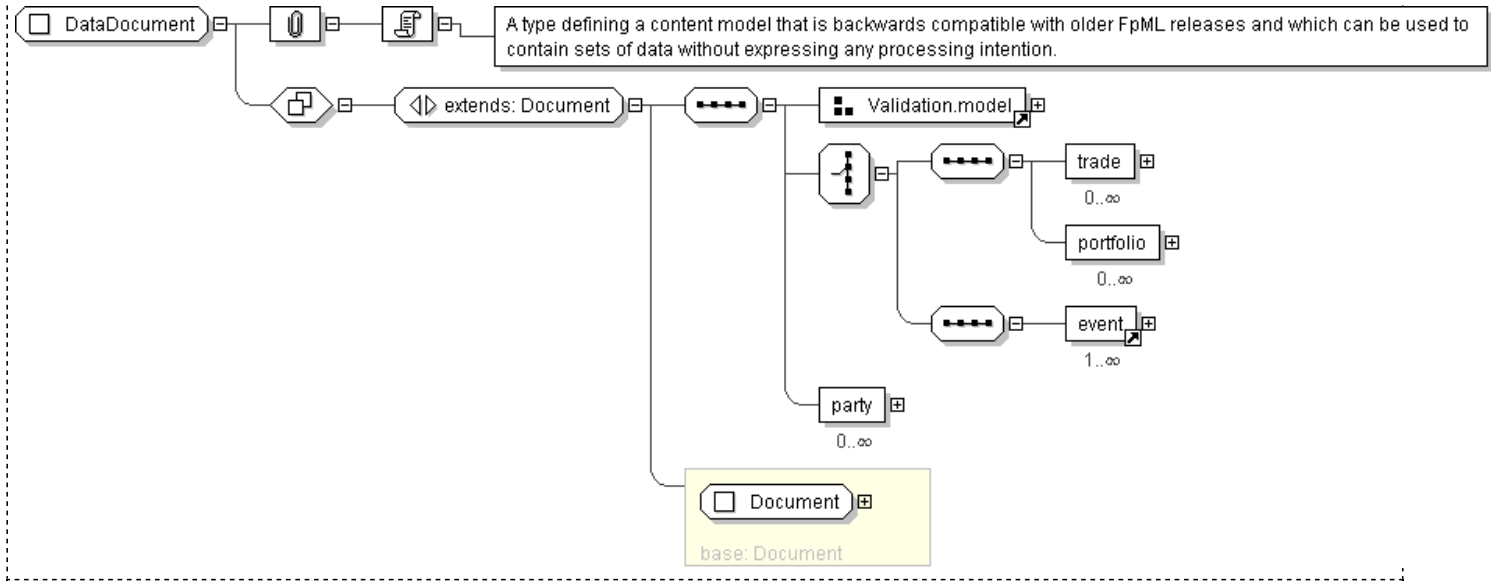 DataDocument
A type defining a content model that is backwards compatible with older FpML releases and which can be used to
contain sets of data without expressing any processing intention.
extends: Document
Validation.model
trade
0..∞
portfolio
0..∞
event
1..∞
party
0..∞
Document
base: Document